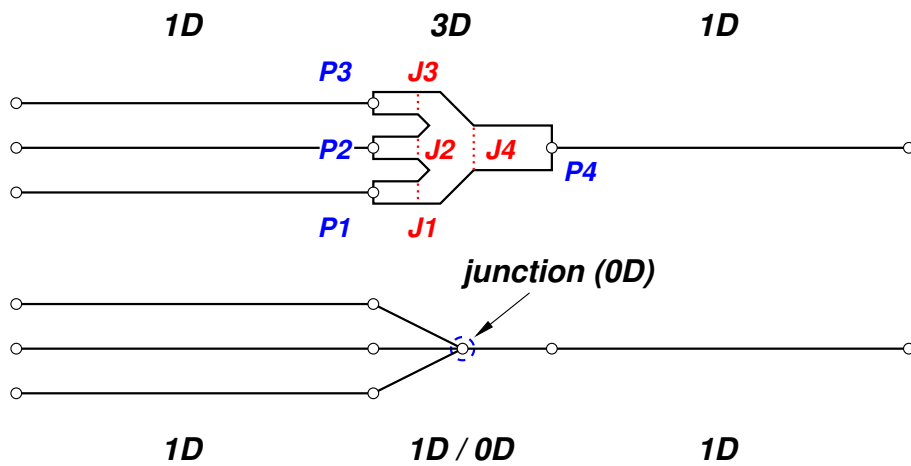 1D 3D 1D
P3 J3
P2 J2 J4
P4
P1 J1
junction (0D)
1D 1D / 0D 1D